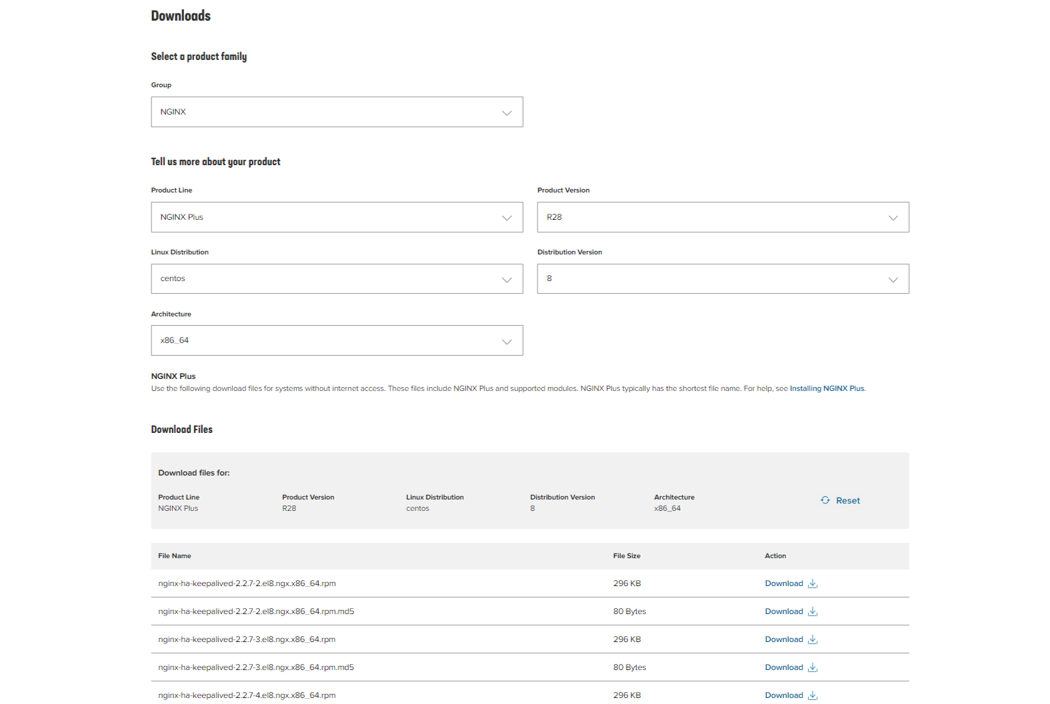 Downloads
Select a product family
Group
NGINX
Tell us more about your product
Product Line
Product Version
NGINX Plus
R28
Linux Distribution
Distribution Version
centos
8
Architecture
x86_64
NGINX Plus
Use the following download files for systems without internet access. These files include NGINX Plus and supported modules. NGINX Plus typically has the shortest file name. For help, see Installing NGINX Plus.
Download Files
Download files for:
Product Line Product Version Linux Distribution Distribution Version Architecture
NGINX Plus R28 centos 8 x86_64
Reset
File Name File Size Action
nginx-ha-keepalived-2.2.7-2.el8.ngx.x86_64.rpm 296 KB Download
nginx-ha-keepalived-2.2.7-2.el8.ngx.x86_64.rpm.md5 80 Bytes Download
nginx-ha-keepalived-2.2.7-3.el8.ngx.x86_64.rpm 296 KB Download
nginx-ha-keepalived-2.2.7-3.el8.ngx.x86_64.rpm.md5 80 Bytes Download
nginx-ha-keepalived-2.2.7-4.el8.ngx.x86_64.rpm 296 KB Download